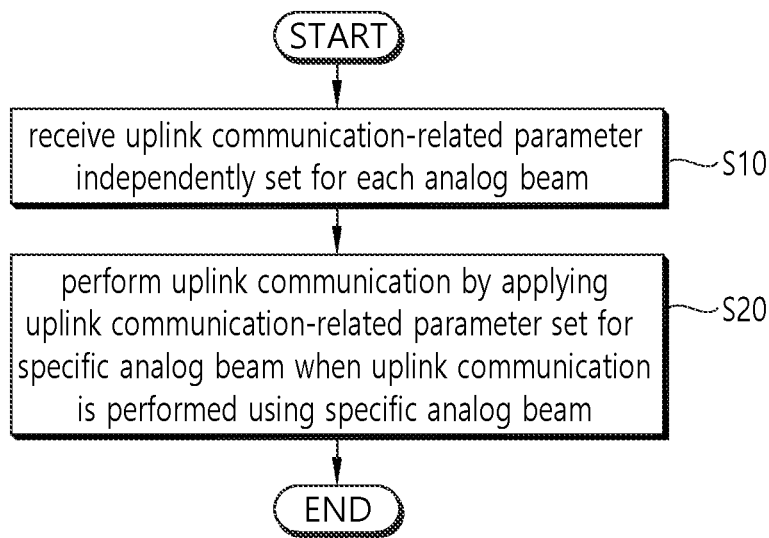 START
receive uplink communication-related parameter
independently set for each analog beam
S10
perform uplink communication by applying
uplink communication-related parameter set for
specific analog beam when uplink communication
is performed using specific analog beam
S20
END